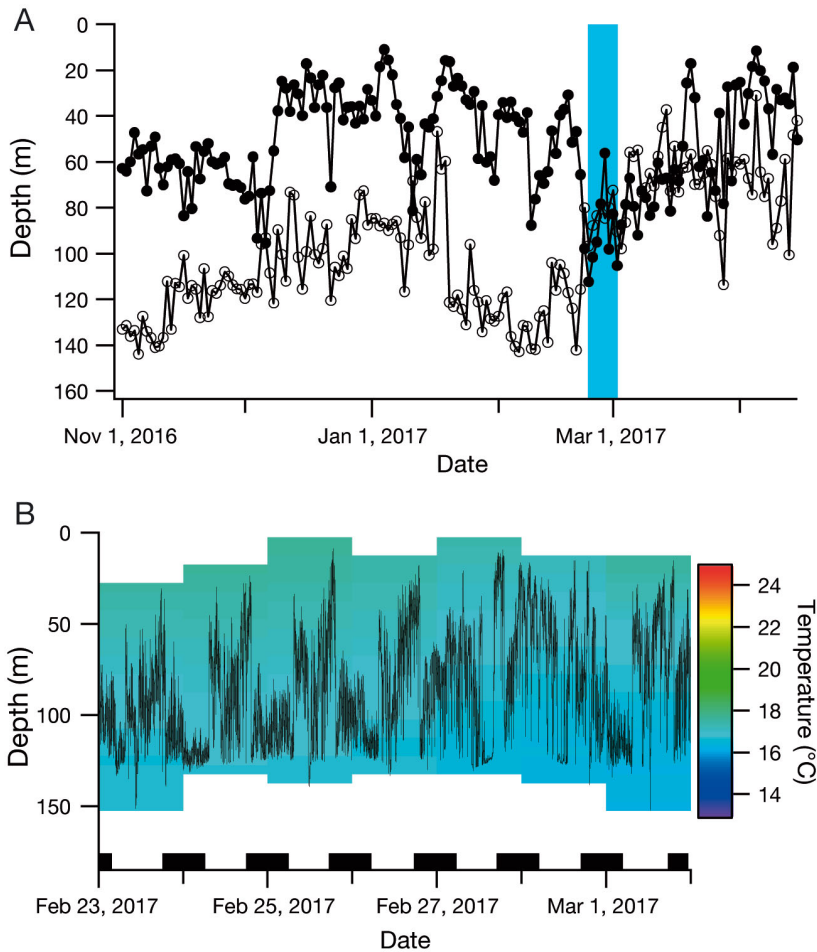 A
0
20
40
60
80
100
120
140
160
Depth (m)
Nov 1, 2016 Jan 1, 2017 Mar 1, 2017
Date
B
0
50
100
150
Depth (m)
24
22
20
18
16
14
Temperature (°C)
Feb 23, 2017 Feb 25, 2017 Feb 27, 2017 Mar 1, 2017
Date